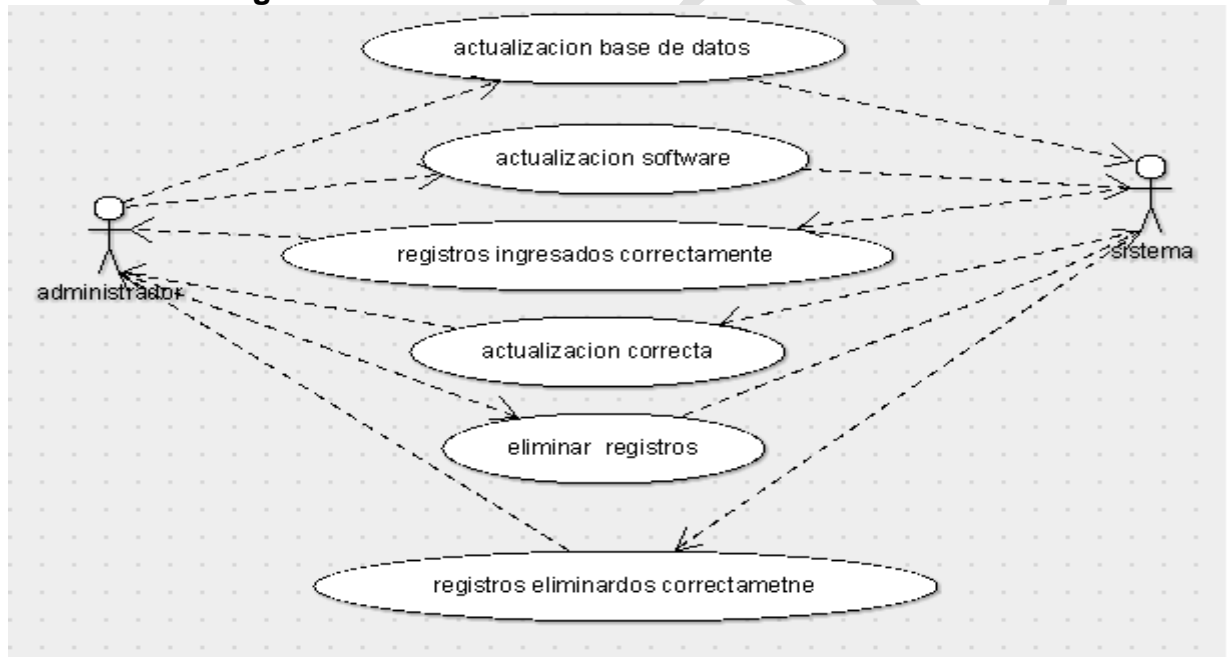 actualizacion base de datos
actualizacion software
registros ingresados correctamente
sistema
administrador
actualizacion correcta
eliminar registros
registros eliminardos correctametne